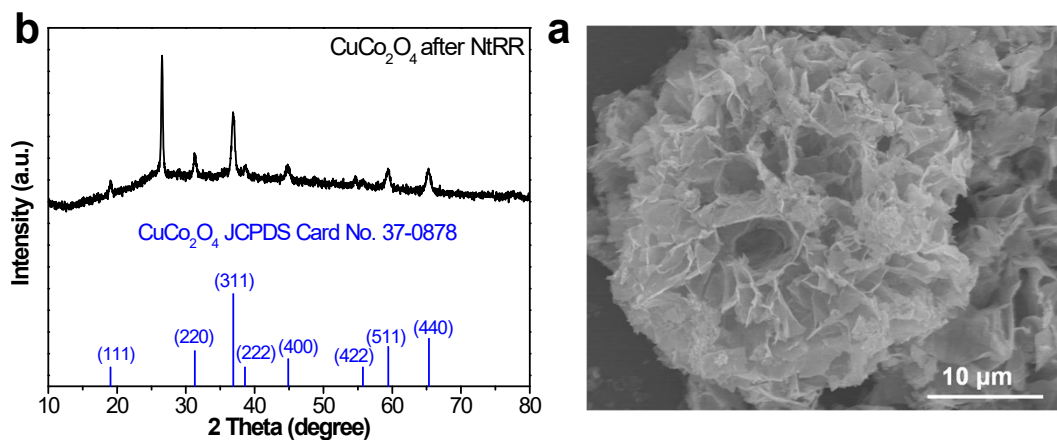 b
CuCo2O4 after NtRR
Intensity (a.u.)
CuCo2O4 JCPDS Card No. 37-0878
(111)
(220)
(311)
(222)
(400)
(422)
(511)
(440)
10 20 30 40 50 60 70 80
2 Theta (degree)
a
10 μm